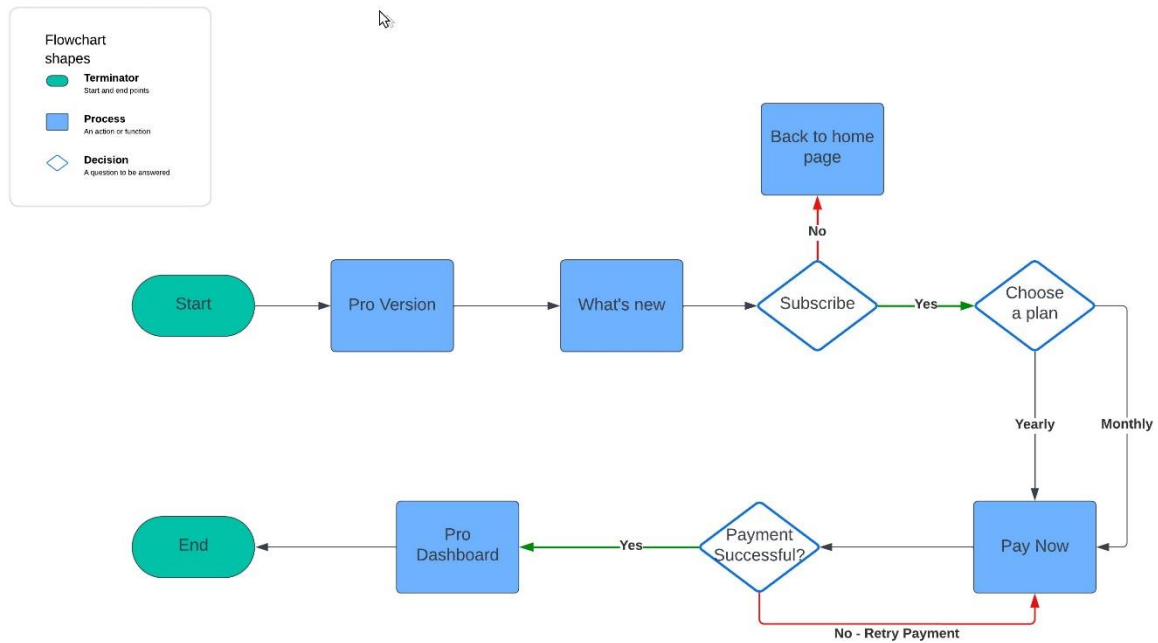 Flowchart
shapes
Terminator
Start and end points
Process
An action or function
Decision
A question to be answered
Back to home
page
No
Start
Pro Version
What's new
Subscribe
Yes
Choose
a plan
Yearly
Monthly
End
Pro
Dashboard
Yes
Payment
Successful?
Pay Now
No - Retry Payment